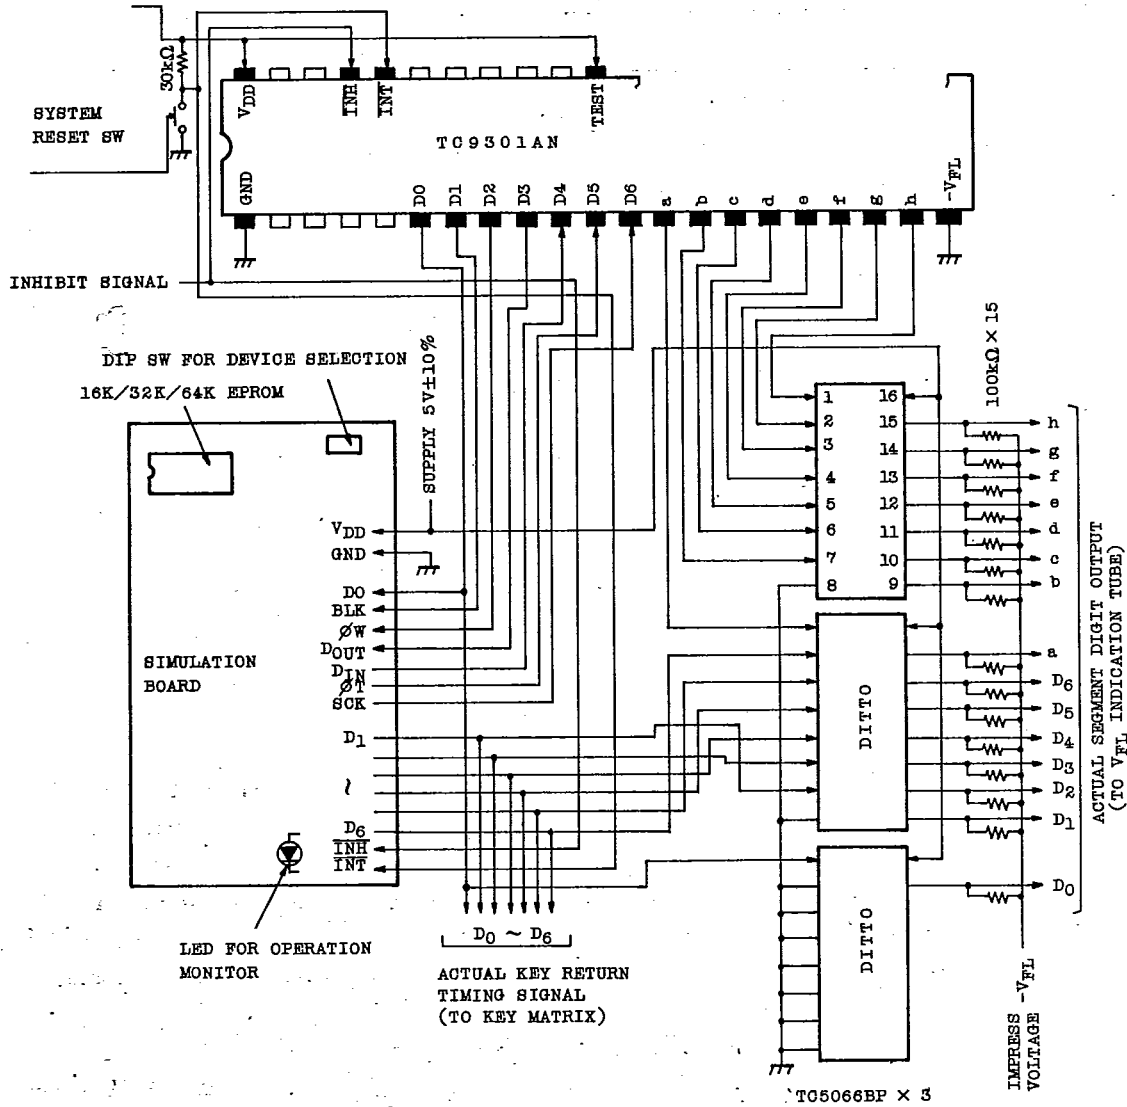 30kΩ
SYSTEM
RESET SW
VDD
INH
INT
TEST
TC9301AN
GND
D0
D1
D2
D3
D4
D5
D6
a
b
c
d
e
f
g
h
-VFL
INHIBIT SIGNAL
DIP SW FOR DEVICE SELECTION
16K/32K/64K EPROM
SUPPLY 5V±10%
100kΩ × 15
1
2
3
4
5
6
7
8
16
15
14
13
12
11
10
9
h
g
f
e
d
c
b
a
D6
D5
D4
D3
D2
D1
D0
ACTUAL SEGMENT DIGIT OUTPUT
(TO VFL INDICATION TUBE)
VDD
GND
DO
BLK
øW
DOUT
DIN
øT
SCK
D1
~
D6
INH
INT
SIMULATION
BOARD
DITTO
DITTO
LED FOR OPERATION
MONITOR
D0 ~ D6
ACTUAL KEY RETURN
TIMING SIGNAL
(TO KEY MATRIX)
IMPRESS -VFL
VOLTAGE
TC5066BP × 3